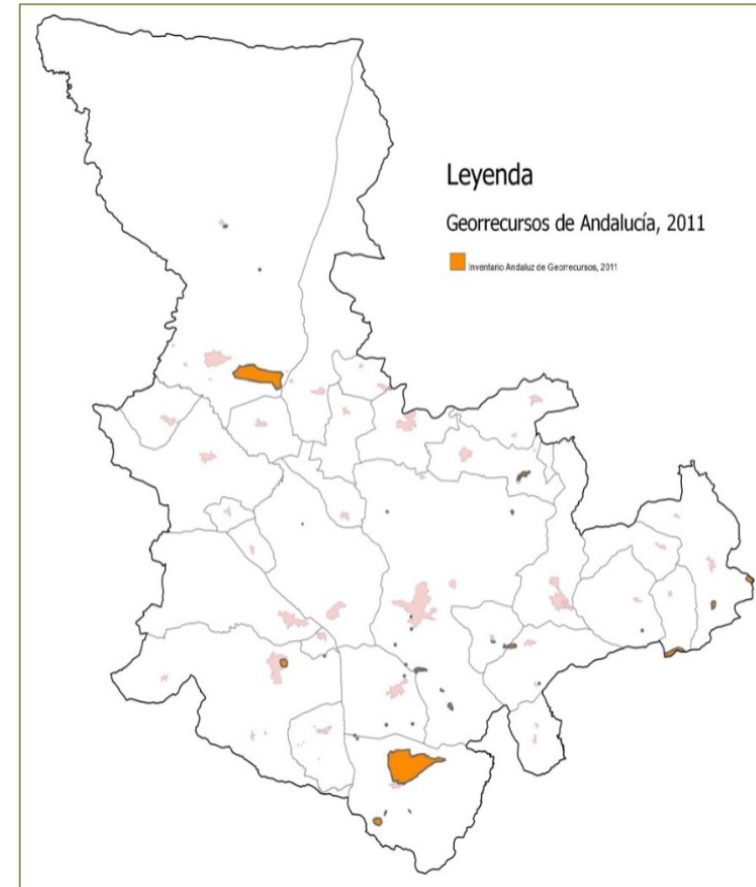 Leyenda
Georrecursos de Andalucía, 2011
Inventario Andaluz de Georrecursos, 2011